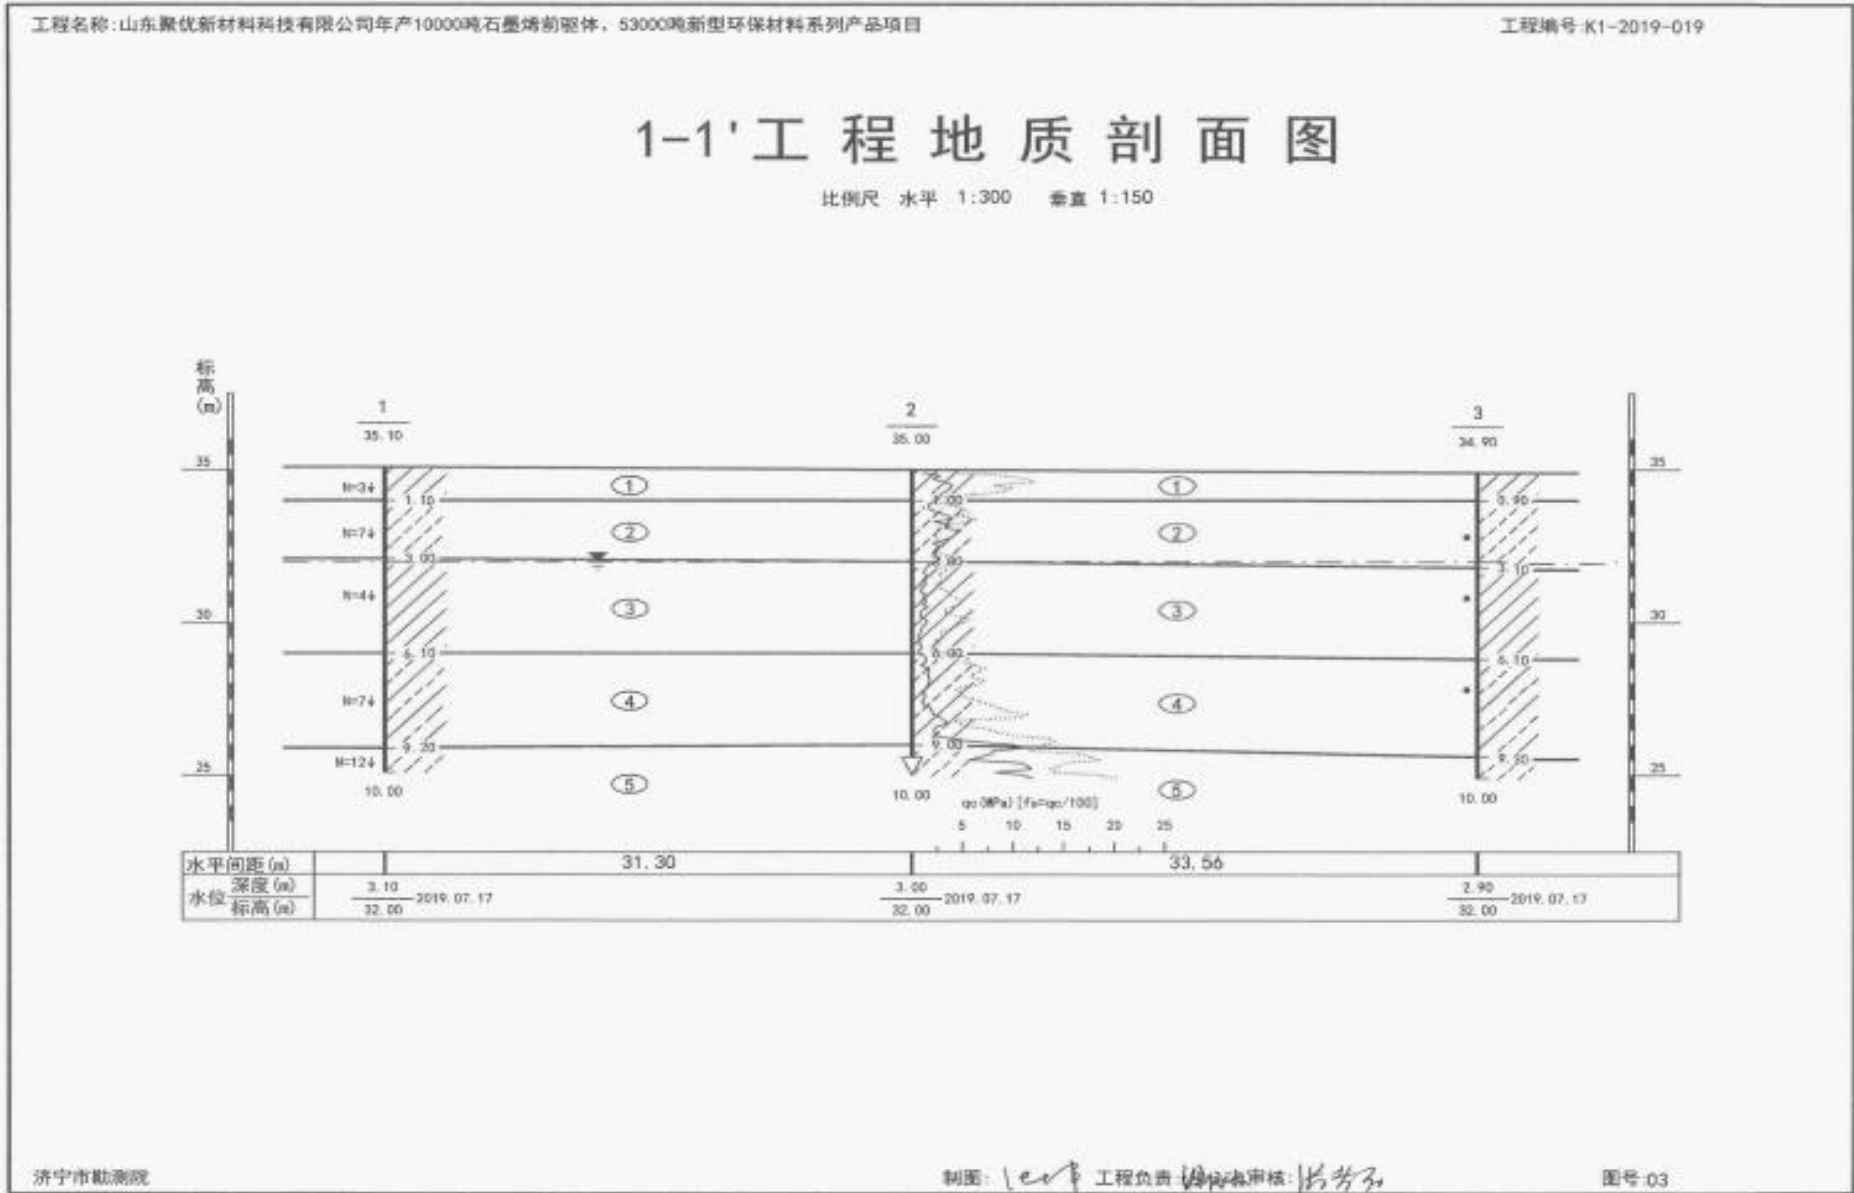 工程名称:山东聚优新材料科技有限公司年产10000吨石墨烯前驱体、53000吨新型环保材料系列产品项目 工程编号:K1-2019-019
1-1'工程地质剖面图
比例尺 水平 1:300 垂直 1:150
标高(m)
1 2 3
35.10 35.00 34.90
35 35
N=3 ① ①
1.10 1.00 0.90
N=7 ② ②
3.00 3.10
N=4 ③ ③
30 30
6.10 6.00 6.10
N=7 ④ ④
9.20 9.00
N=12 ⑤ ⑤
25 25
10.00 10.00 10.00
qc(MPa)[fs=qc/100]
5 10 15 20 25
水平间距(m) 31.30 33.56
水位 深度(m) 3.10 3.00 2.90
标高(m) 32.00 32.00 32.00
2019.07.17 2019.07.17 2019.07.17
济宁市勘测院 制图: 工程负责: 审核: 图号:03